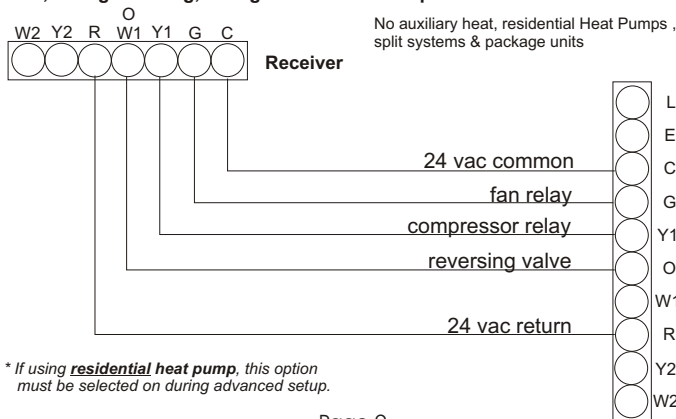 No auxiliary heat, residential Heat Pumps ,
split systems & package units
O
W2 Y2 R W1 Y1 G C
Receiver
L
E
24 vac common C
fan relay G
compressor relay Y1
reversing valve O
W1
24 vac return R
Y2
W2
* If using residential heat pump, this option
must be selected on during advanced setup.